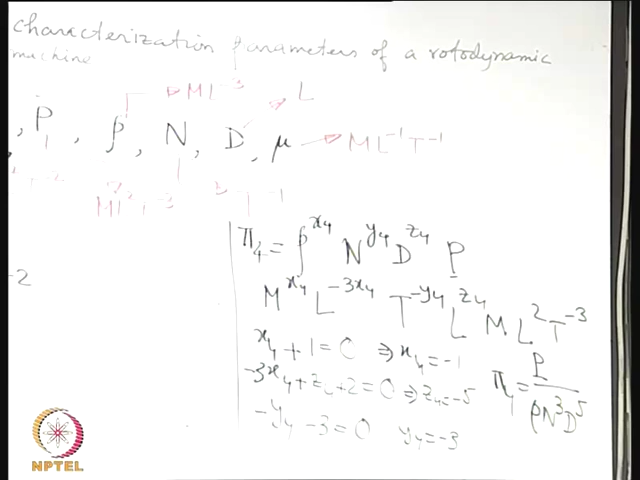 characterization parameters of a rotodynamic
machine
ML⁻³
L
, P, ρ, N, D, μ → ML⁻¹T⁻¹
ML²T⁻³
T⁻¹
-2
π₄ = ρ^x₄ N^y₄ D^z₄ P
M^x₄ L^-3x₄ T^-y₄ L^z₄ M L² T⁻³
x₄ + 1 = 0 ⇒ x₄ = -1
-3x₄ + z₄ + 2 = 0 ⇒ z₄ = -5
-y₄ - 3 = 0 y₄ = -3
π₄ = P / ρN³D⁵
NPTEL